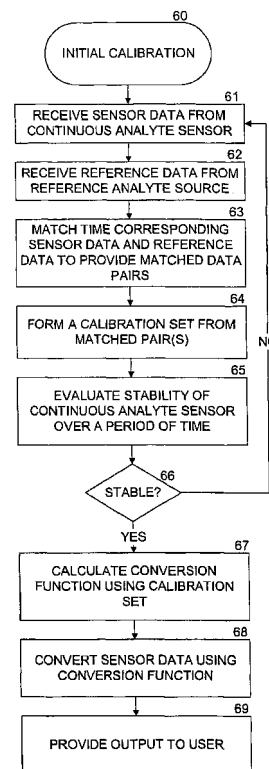 60
INITIAL CALIBRATION
61
RECEIVE SENSOR DATA FROM
CONTINUOUS ANALYTE SENSOR
62
RECEIVE REFERENCE DATA FROM
REFERENCE ANALYTE SOURCE
63
MATCH TIME CORRESPONDING
SENSOR DATA AND REFERENCE
DATA TO PROVIDE MATCHED DATA
PAIRS
64
FORM A CALIBRATION SET FROM
MATCHED PAIR(S)
65
EVALUATE STABILITY OF
CONTINUOUS ANALYTE SENSOR
OVER A PERIOD OF TIME
66
STABLE?
NO
YES
67
CALCULATE CONVERSION
FUNCTION USING CALIBRATION
SET
68
CONVERT SENSOR DATA USING
CONVERSION FUNCTION
69
PROVIDE OUTPUT TO USER